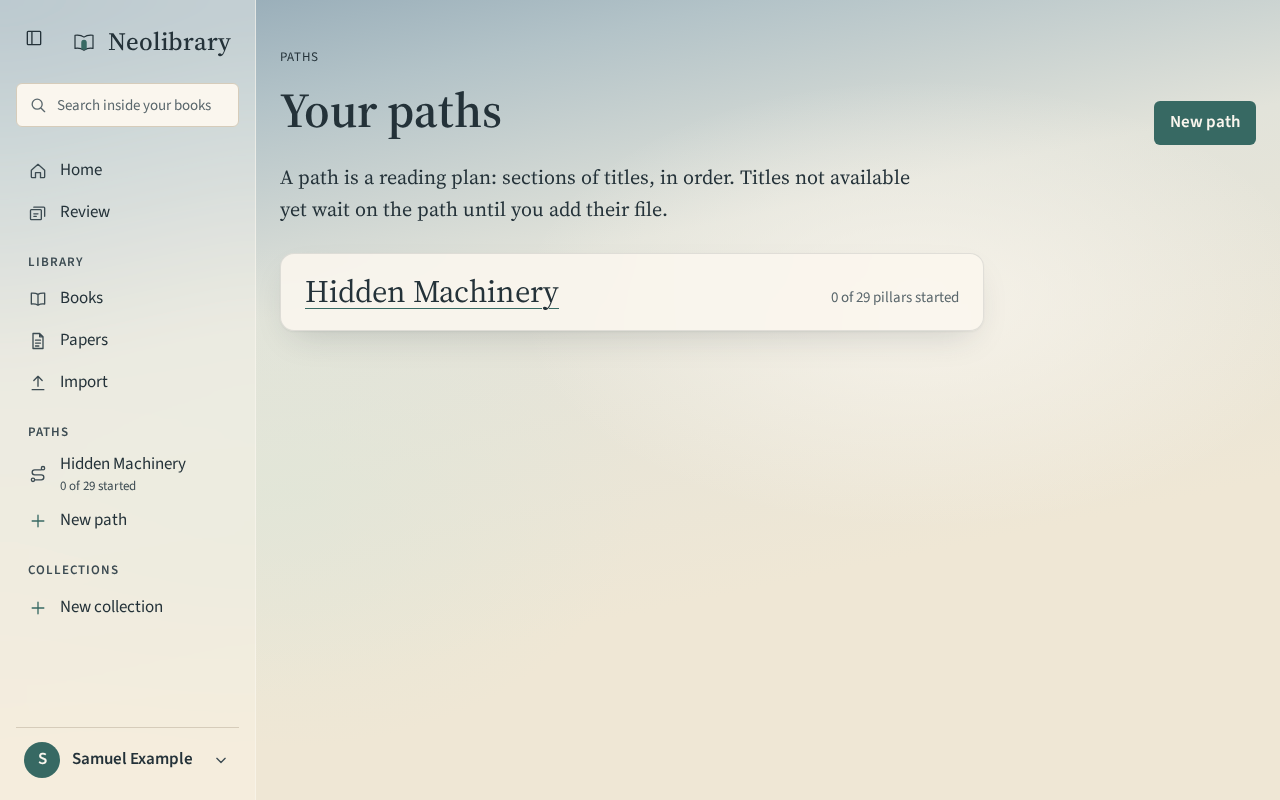 Neolibrary
Search inside your books
Home
Review
LIBRARY
Books
Papers
Import
PATHS
Hidden Machinery
0 of 29 started
New path
COLLECTIONS
New collection
S
Samuel Example
PATHS
Your paths
New path
A path is a reading plan: sections of titles, in order. Titles not available
yet wait on the path until you add their file.
Hidden Machinery
0 of 29 pillars started